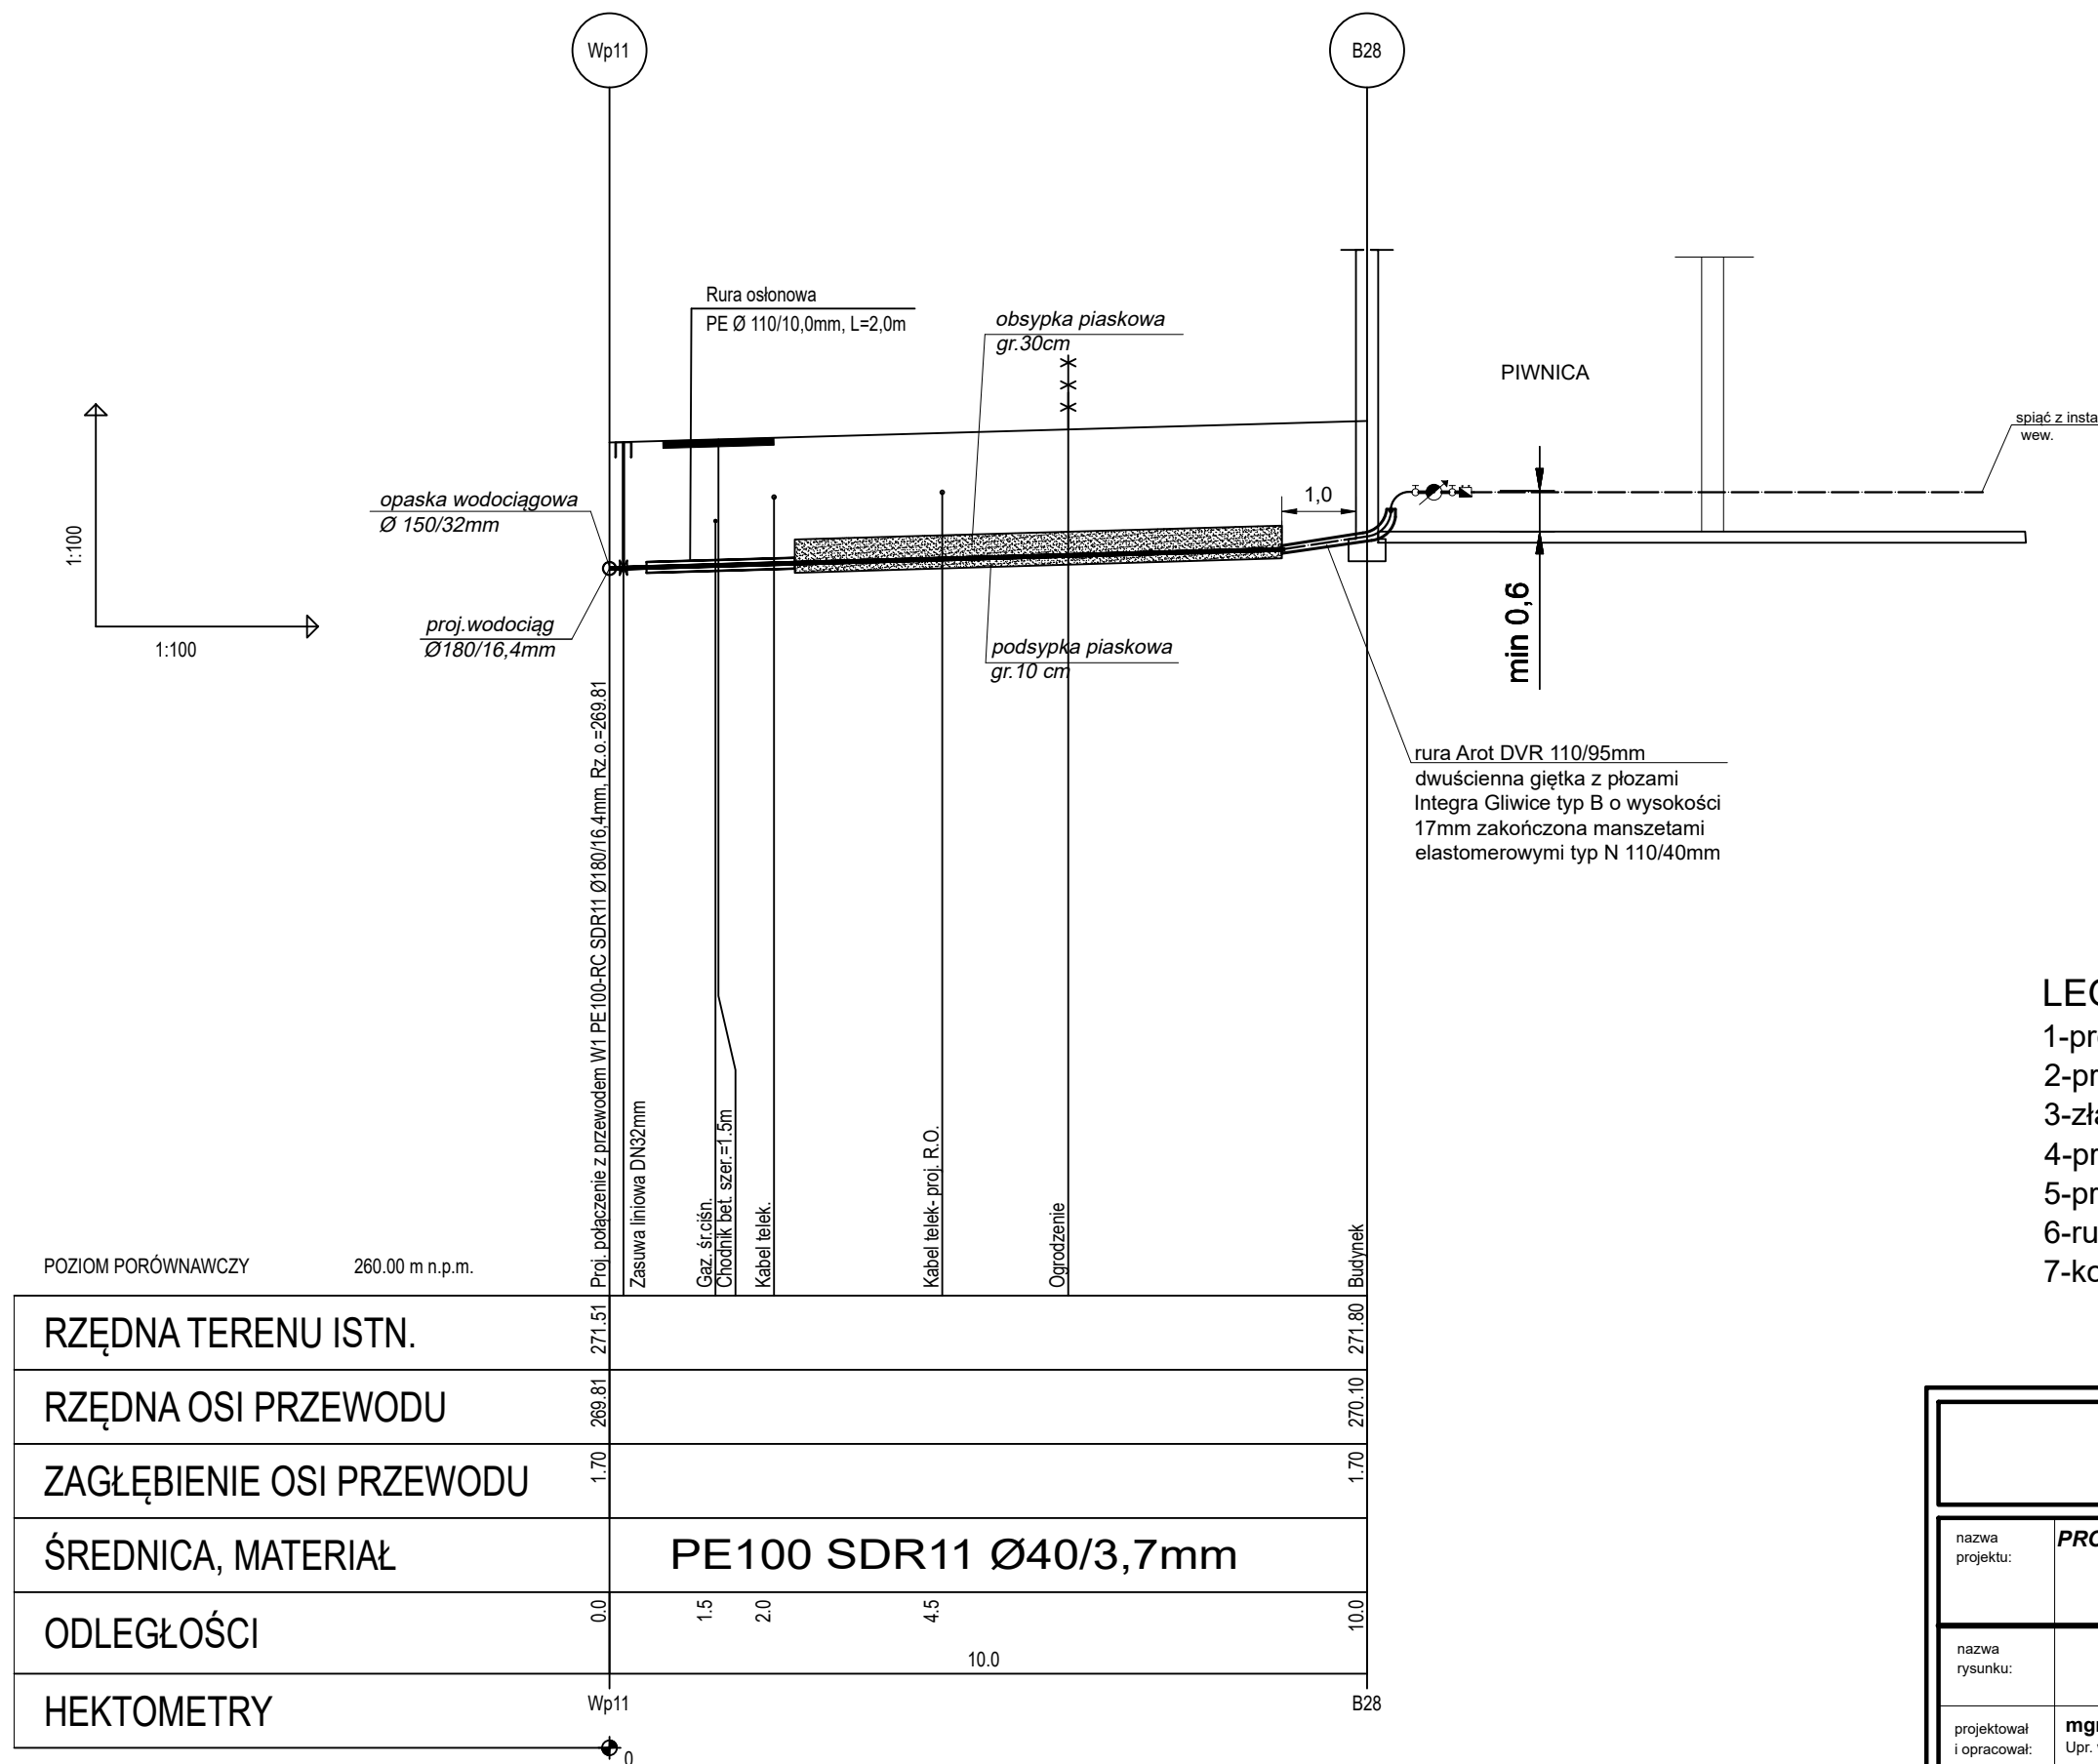 Wp11
B28
Rura osłonowa
PE Ø 110/10,0mm, L=2,0m
obsypka piaskowa
gr.30cm
PIWNICA
spiąć z insta
wew.
opaska wodociągowa
Ø 150/32mm
1,0
1:100
1:100
proj.wodociąg
Ø180/16,4mm
podsypka piaskowa
gr.10 cm
min 0,6
rura Arot DVR 110/95mm
dwuścienna giętka z płozami
Integra Gliwice typ B o wysokości
17mm zakończona manszetami
elastomerowymi typ N 110/40mm
Proj. połączenie z przewodem W1 PE100-RC SDR11 Ø180/16,4mm, Rz.o.=269.81
Zasuwa liniowa DN32mm
Gaz. śr.ciśn.
Chodnik bet. szer.=1.5m
Kabel telek.
Kabel telek- proj. R.O.
Ogrodzenie
Budynek
LEG
1-pr
2-pr
3-zła
4-pr
5-pr
6-ru
7-ko
POZIOM PORÓWNAWCZY 260.00 m n.p.m.
RZĘDNA TERENU ISTN. 271.51 271.80
RZĘDNA OSI PRZEWODU 269.81 270.10
ZAGŁĘBIENIE OSI PRZEWODU 1.70 1.70
ŚREDNICA, MATERIAŁ PE100 SDR11 Ø40/3,7mm
ODLEGŁOŚCI 0.0 1.5 2.0 4.5 10.0
10.0
HEKTOMETRY Wp11 B28
0
nazwa
projektu:
PRO
nazwa
rysunku:
projektował
i opracował:
mgr
Upr.